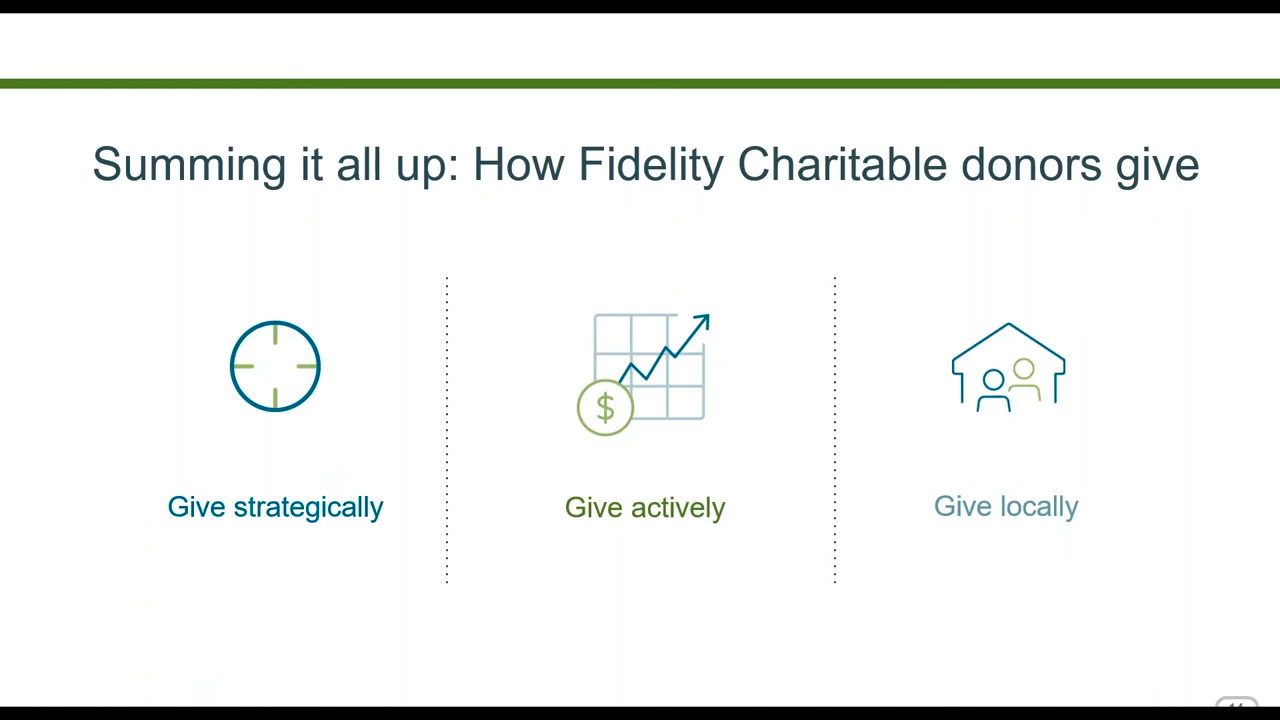 Summing it all up: How Fidelity Charitable donors give
$
Give strategically
Give actively
Give locally